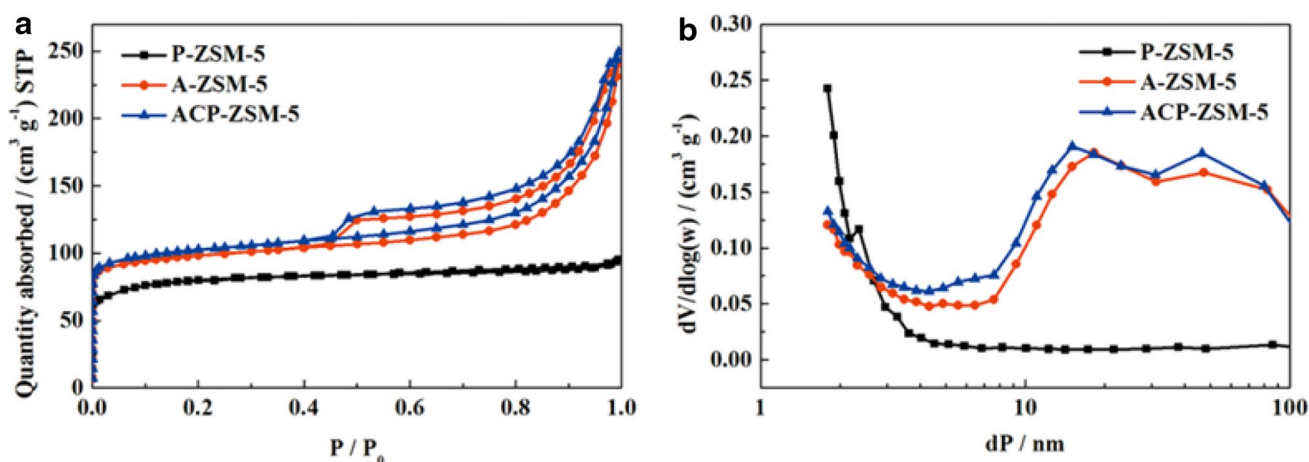 a
Quantity absorbed / (cm³ g⁻¹) STP
250
200
150
100
50
0
P-ZSM-5
A-ZSM-5
ACP-ZSM-5
0.0 0.2 0.4 0.6 0.8 1.0
P / P₀
b
dV/dlog(w) / (cm³ g⁻¹)
0.30
0.25
0.20
0.15
0.10
0.05
0.00
P-ZSM-5
A-ZSM-5
ACP-ZSM-5
1 10 100
dP / nm